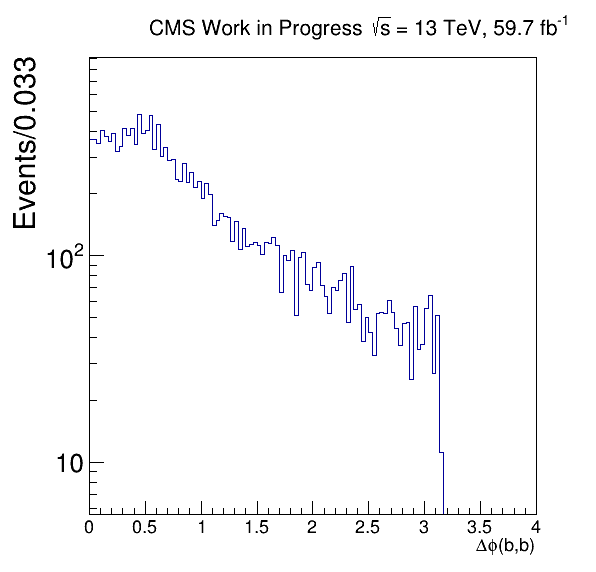 CMS Work in Progress √s = 13 TeV, 59.7 fb⁻¹
Events/0.033
10²
10
0 0.5 1 1.5 2 2.5 3 3.5 4
Δϕ(b,b)